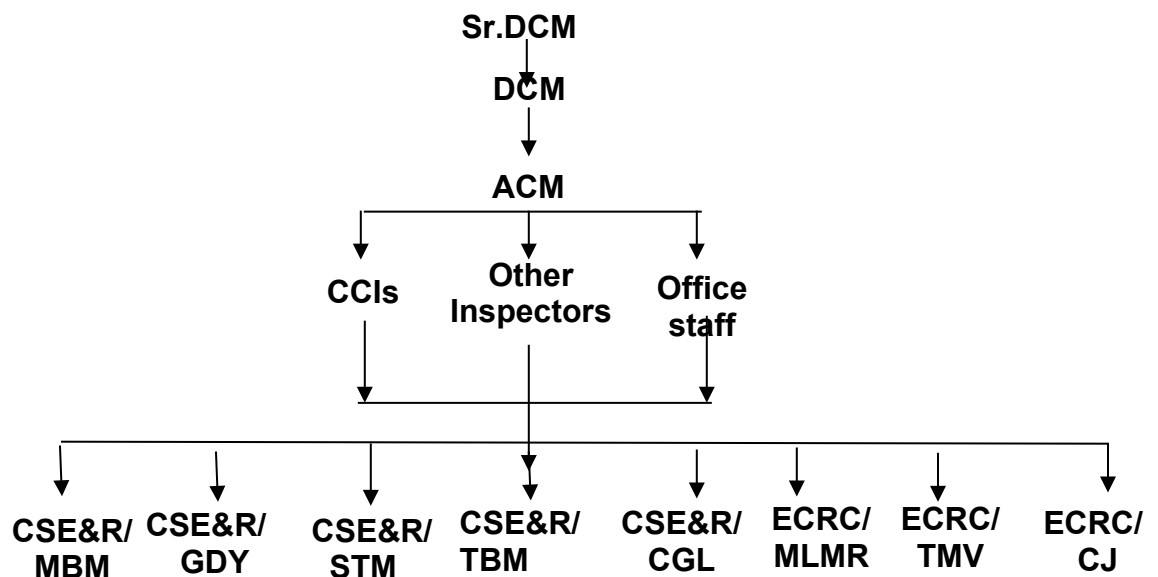 Sr.DCM
DCM
ACM
CCIs
Other
Inspectors
Office
staff
CSE&R/
MBM
CSE&R/
GDY
CSE&R/
STM
CSE&R/
TBM
CSE&R/
CGL
ECRC/
MLMR
ECRC/
TMV
ECRC/
CJ